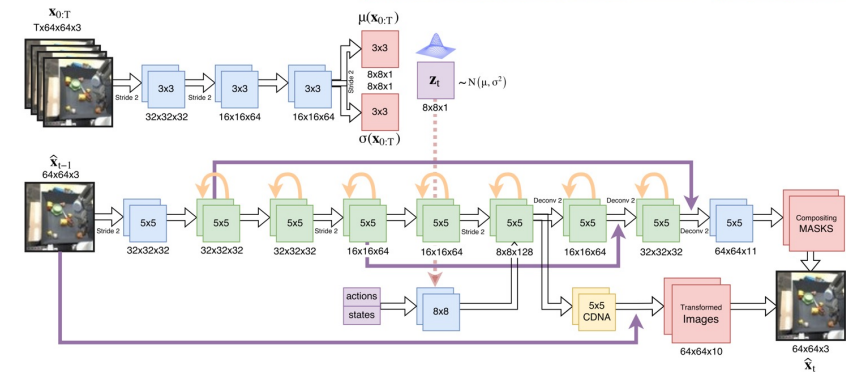 x0:T
Tx64x64x3
3x3
32x32x32
Stride 2
3x3
16x16x64
Stride 2
3x3
16x16x64
Stride 2
μ(x0:T)
3x3
8x8x1
8x8x1
3x3
σ(x0:T)
zt
~N(μ, σ²)
8x8x1
x̂t−1
64x64x3
Stride 2
5x5
32x32x32
5x5
32x32x32
5x5
32x32x32
Stride 2
5x5
16x16x64
5x5
16x16x64
Stride 2
5x5
8x8x128
Deconv 2
5x5
16x16x64
Deconv 2
5x5
32x32x32
Deconv 2
5x5
64x64x11
Compositing
MASKS
actions
states
8x8
5x5
CDNA
Transformed
Images
64x64x10
64x64x3
x̂t